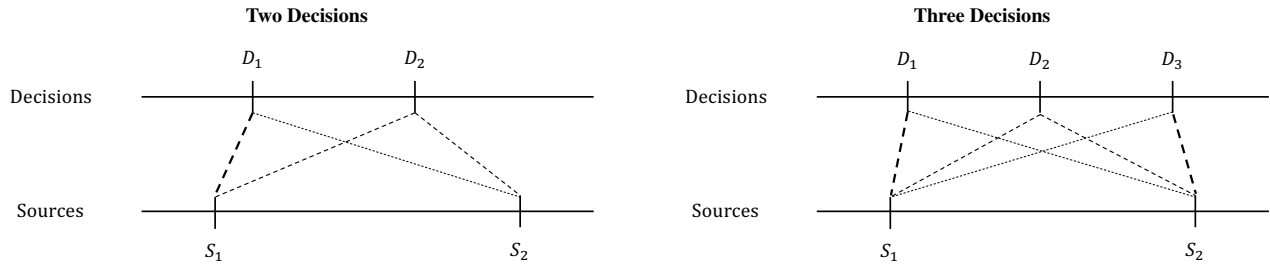 Two Decisions
D₁ D₂
Decisions
Sources
S₁ S₂
Three Decisions
D₁ D₂ D₃
Decisions
Sources
S₁ S₂